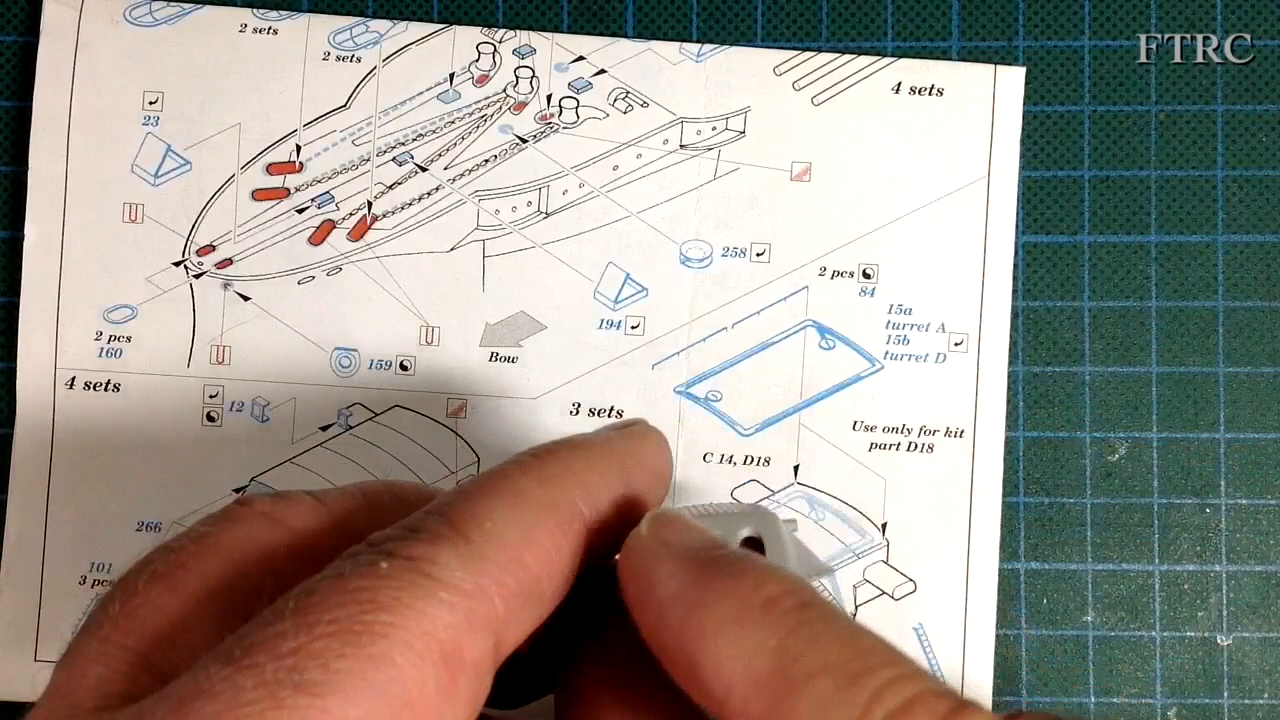 FTRC
2 sets
2 sets
4 sets
23
258
2 pcs
84
194
15a
turret A
15b
turret D
2 pcs
160
Bow
159
4 sets
12
3 sets
Use only for kit
part D18
C 14, D18
266
101
3 pcs